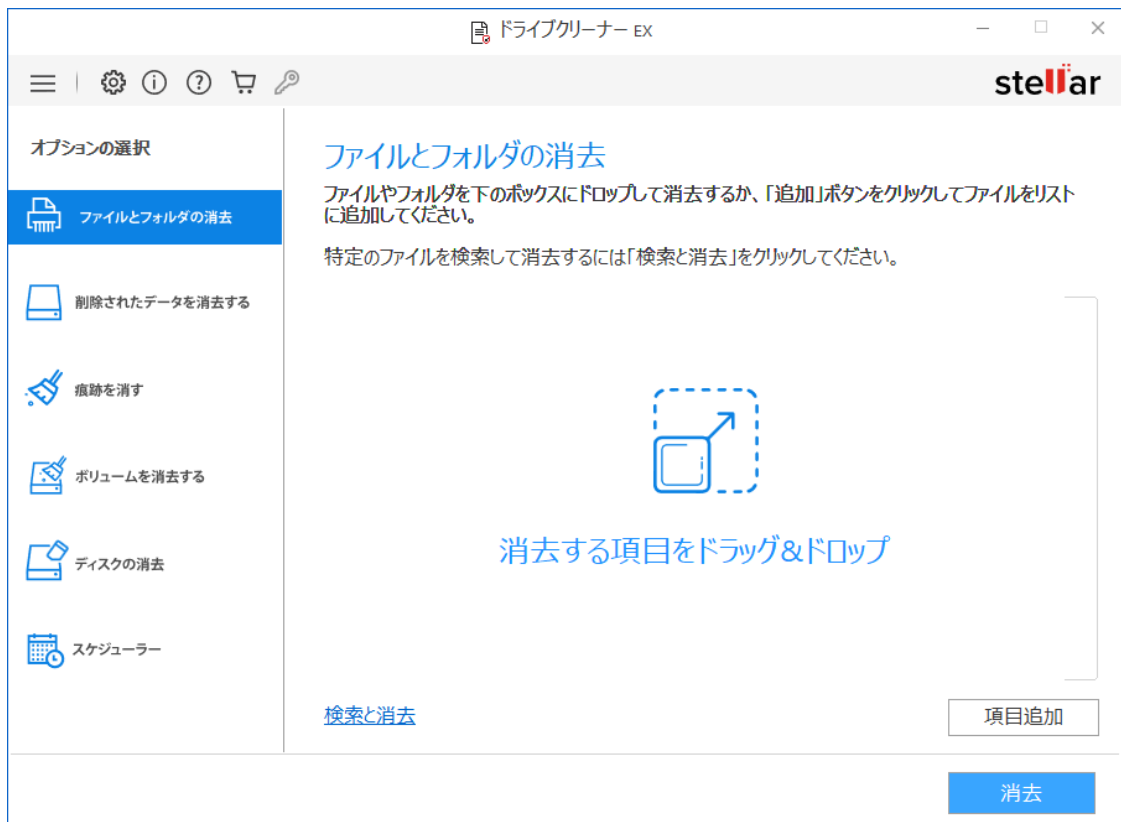 ドライブクリーナー EX
stellar
オプションの選択
ファイルとフォルダの消去
削除されたデータを消去する
痕跡を消す
ボリュームを消去する
ディスクの消去
スケジューラー
ファイルとフォルダの消去
ファイルやフォルダを下のボックスにドロップして消去するか、「追加」ボタンをクリックしてファイルをリスト
に追加してください。
特定のファイルを検索して消去するには「検索と消去」をクリックしてください。
消去する項目をドラッグ&ドロップ
検索と消去
項目追加
消去